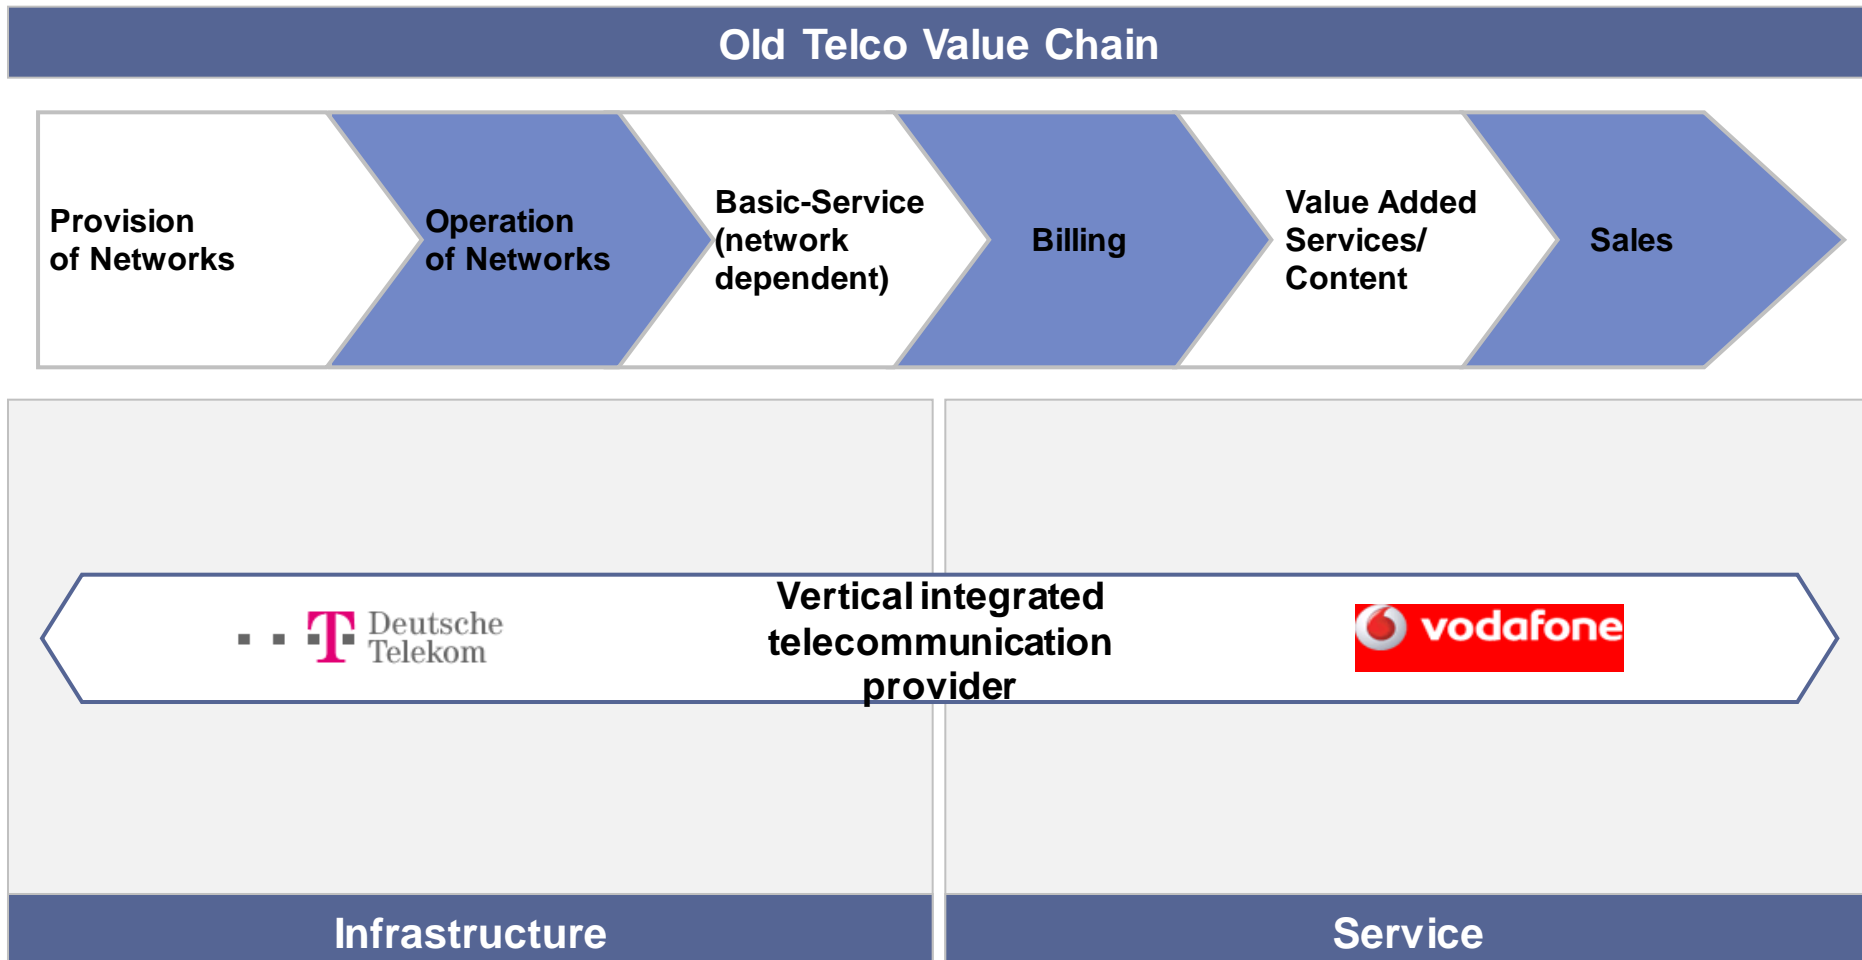 Old Telco Value Chain
Provision
of Networks
Operation
of Networks
Basic-Service
(network
dependent)
Billing
Value Added
Services/
Content
Sales
Deutsche
Telekom
Vertical integrated
telecommunication
provider
vodafone
Infrastructure
Service